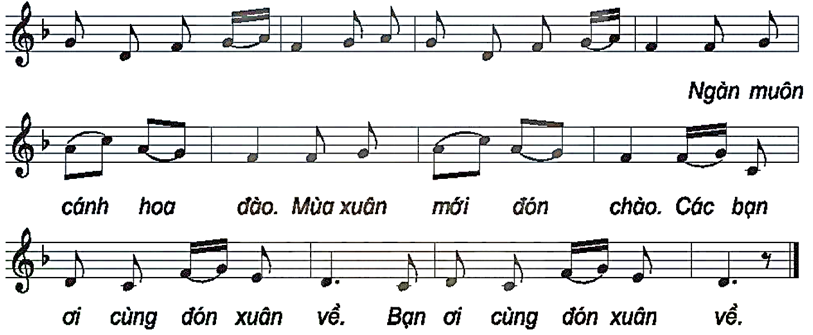 Ngàn muôn
cánh hoa đào. Mùa xuân mới đón chào. Các bạn
ơi cùng đón xuân về. Bạn ơi cùng đón xuân về.